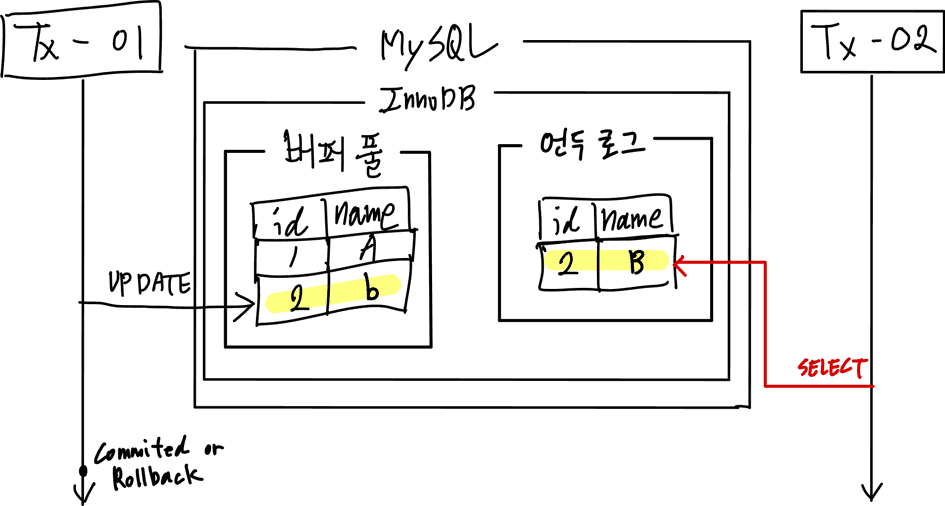 Tx - 01
MySQL
Tx - 02
InnoDB
버퍼 풀
언두 로그
id name
1 A
2 b
id name
2 B
UPDATE
SELECT
Commited or
Rollback